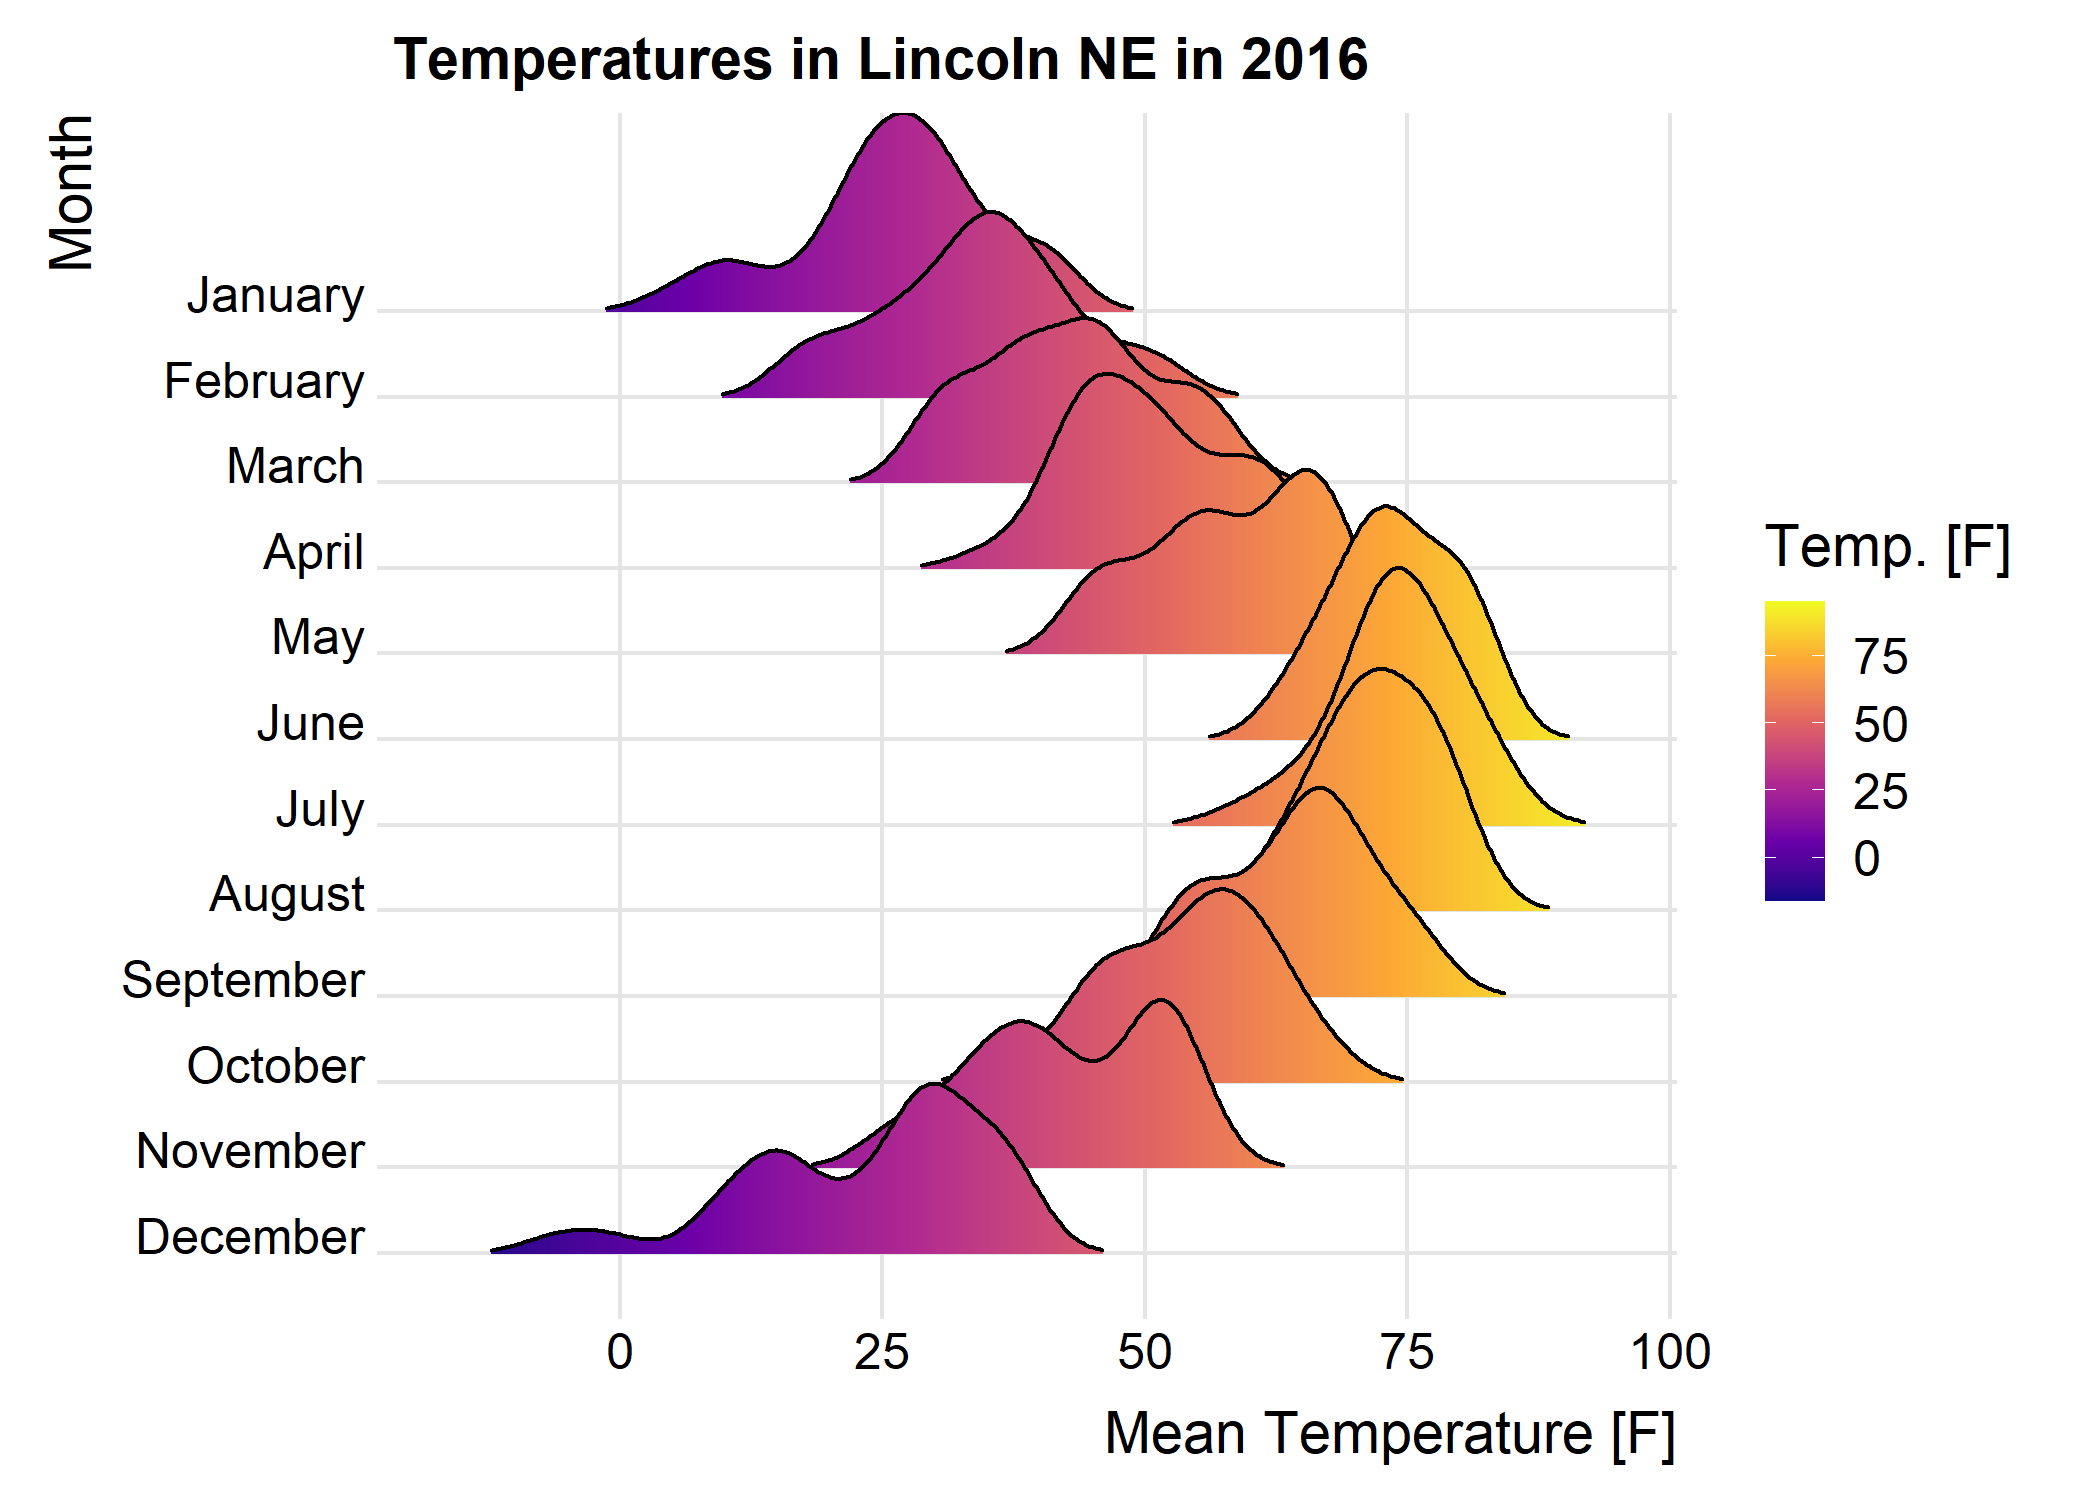 Temperatures in Lincoln NE in 2016
Month
January
February
March
April
May
June
July
August
September
October
November
December
0
25
50
75
100
Mean Temperature [F]
Temp. [F]
75
50
25
0